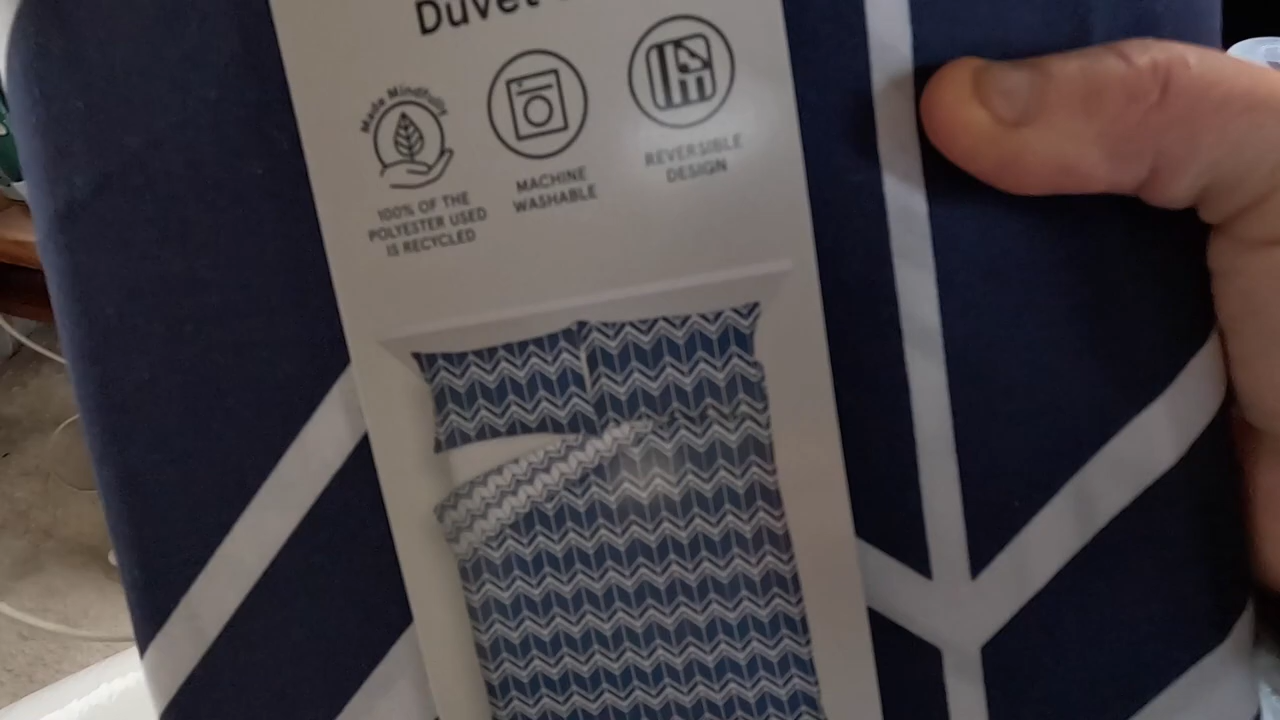 Duvet
Made Mindfully
100% OF THE
POLYESTER USED
IS RECYCLED
MACHINE
WASHABLE
REVERSIBLE
DESIGN